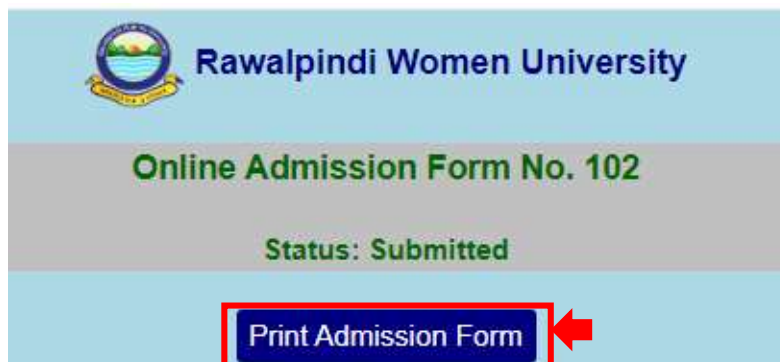 Rawalpindi Women University
Online Admission Form No. 102
Status: Submitted
Print Admission Form